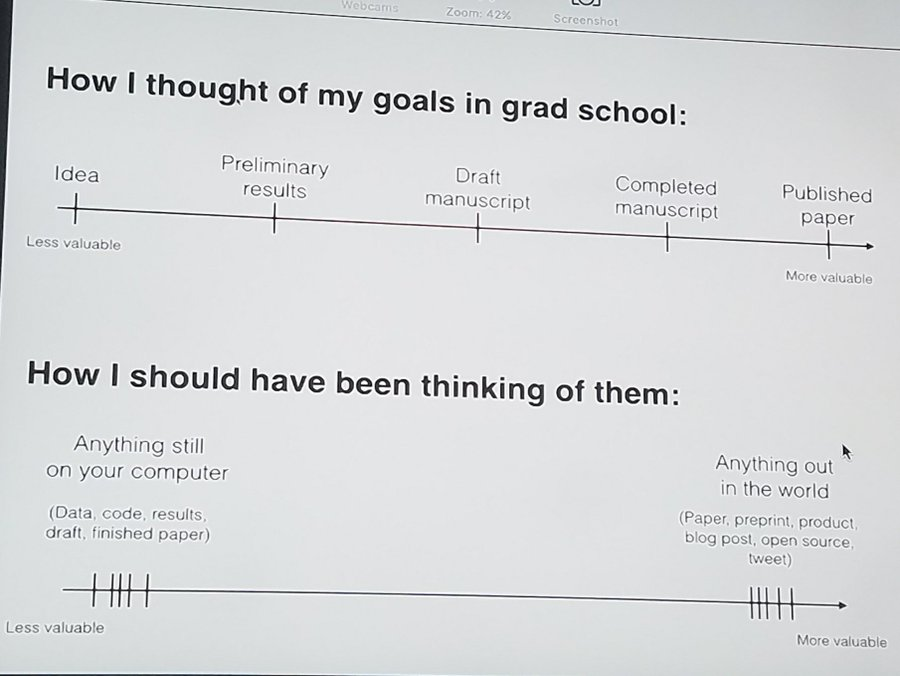 Webcams
Zoom: 42%
Screenshot
How I thought of my goals in grad school:
Idea
Preliminary
results
Draft
manuscript
Completed
manuscript
Published
paper
Less valuable
More valuable
How I should have been thinking of them:
Anything still
on your computer
(Data, code, results,
draft, finished paper)
Anything out
in the world
(Paper, preprint, product,
blog post, open source,
tweet)
Less valuable
More valuable